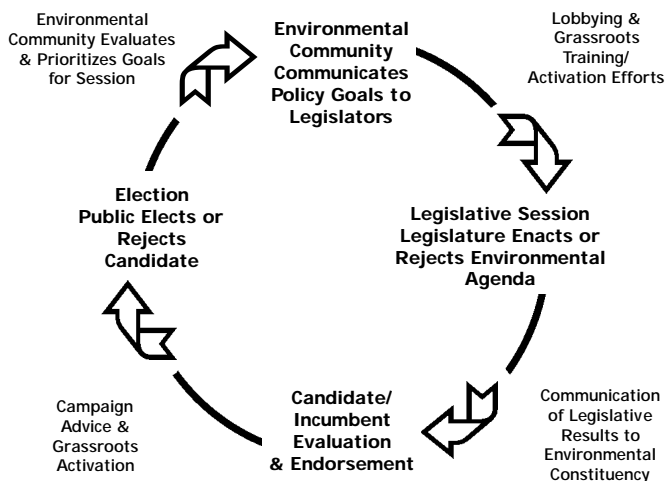 Environmental
Community Evaluates
& Prioritizes Goals
for Session
Environmental
Community
Communicates
Policy Goals to
Legislators
Lobbying &
Grassroots
Training/
Activation Efforts
Legislative Session
Legislature Enacts or
Rejects Environmental
Agenda
Communication
of Legislative
Results to
Environmental
Constituency
Candidate/
Incumbent
Evaluation
& Endorsement
Campaign
Advice &
Grassroots
Activation
Election
Public Elects or
Rejects
Candidate